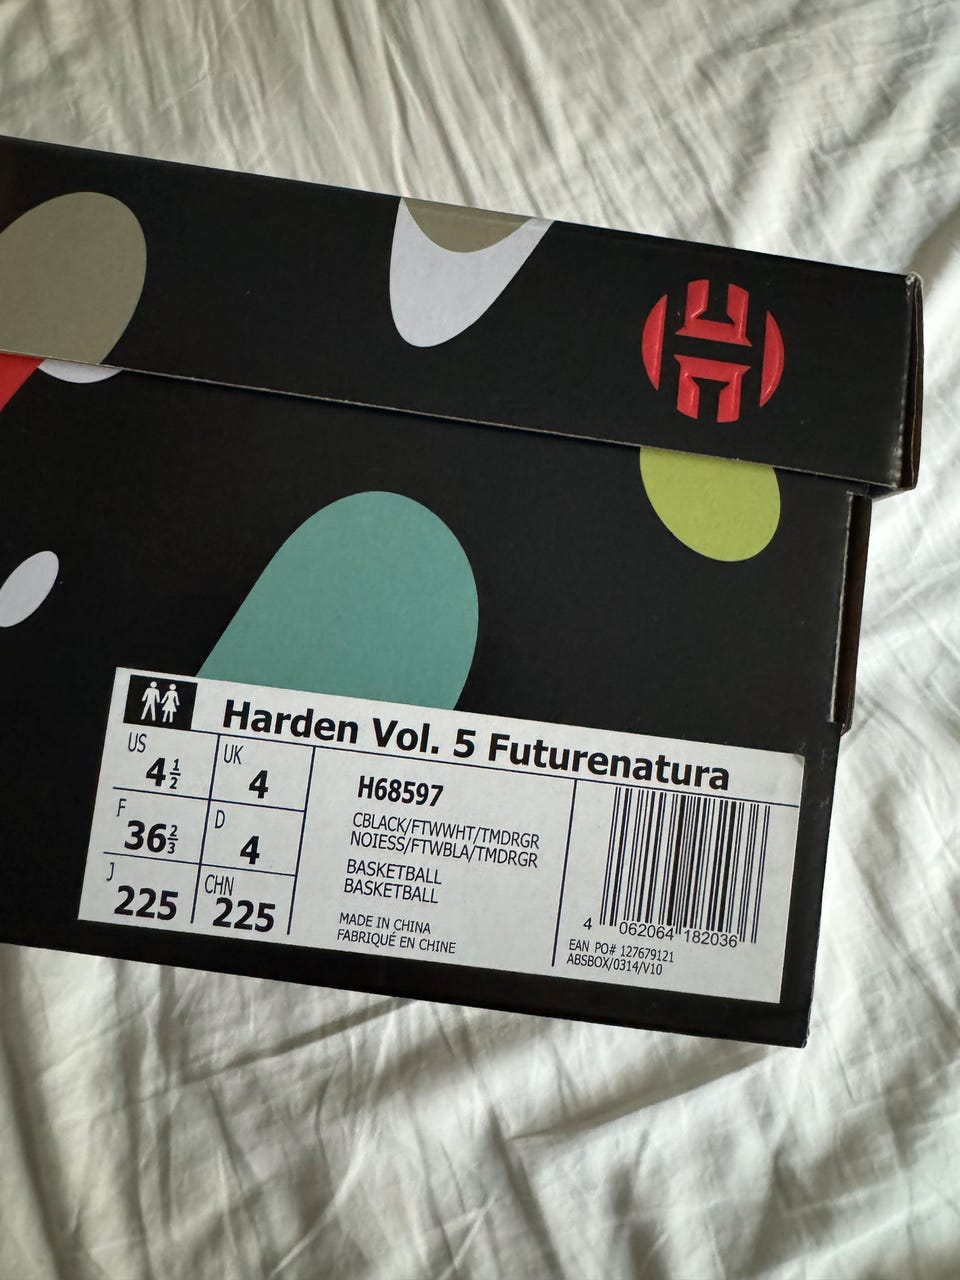 Harden Vol. 5 Futurenatura
US
4 1/2
UK
4
F
36 2/3
D
4
J
225
CHN
225
H68597
CBLACK/FTWWHT/TMDRGR
NOIESS/FTWBLA/TMDRGR
BASKETBALL
BASKETBALL
MADE IN CHINA
FABRIQUÉ EN CHINE
4 062064 182036
EAN PO# 127679121
ABSBOX/0314/V10